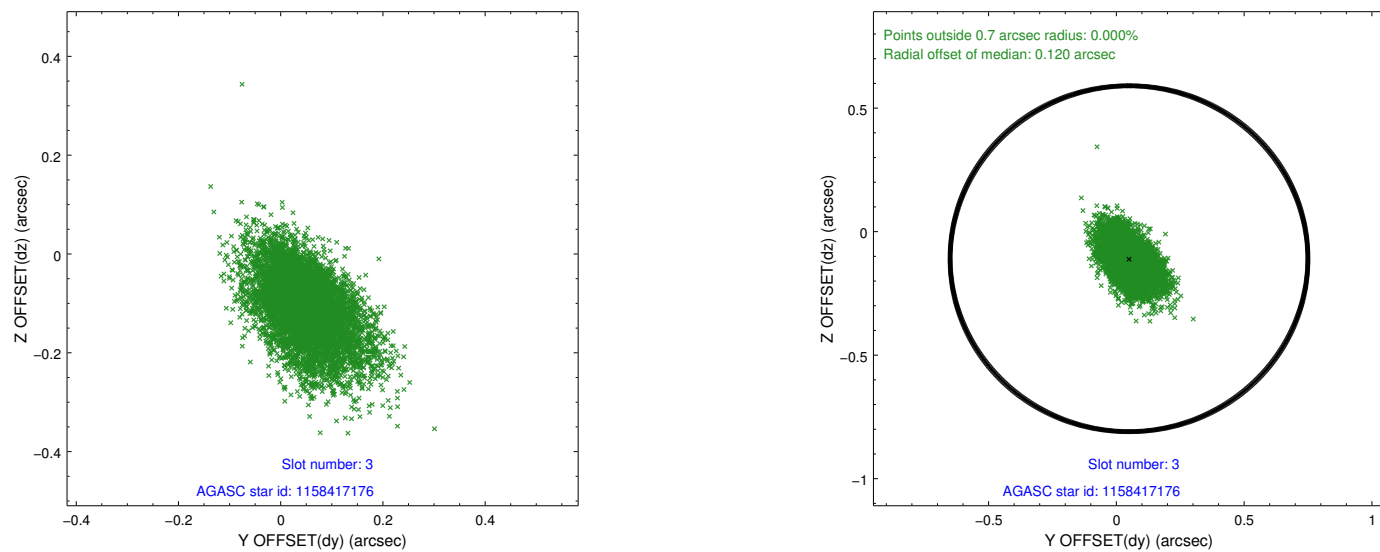 0.4
0.2
0
−0.2
−0.4
Z OFFSET(dz) (arcsec)
Slot number: 3
AGASC star id: 1158417176
−0.4 −0.2 0 0.2 0.4
Y OFFSET(dy) (arcsec)
Points outside 0.7 arcsec radius: 0.000%
Radial offset of median: 0.120 arcsec
0.5
0
−0.5
−1
Z OFFSET(dz) (arcsec)
Slot number: 3
AGASC star id: 1158417176
−0.5 0 0.5 1
Y OFFSET(dy) (arcsec)